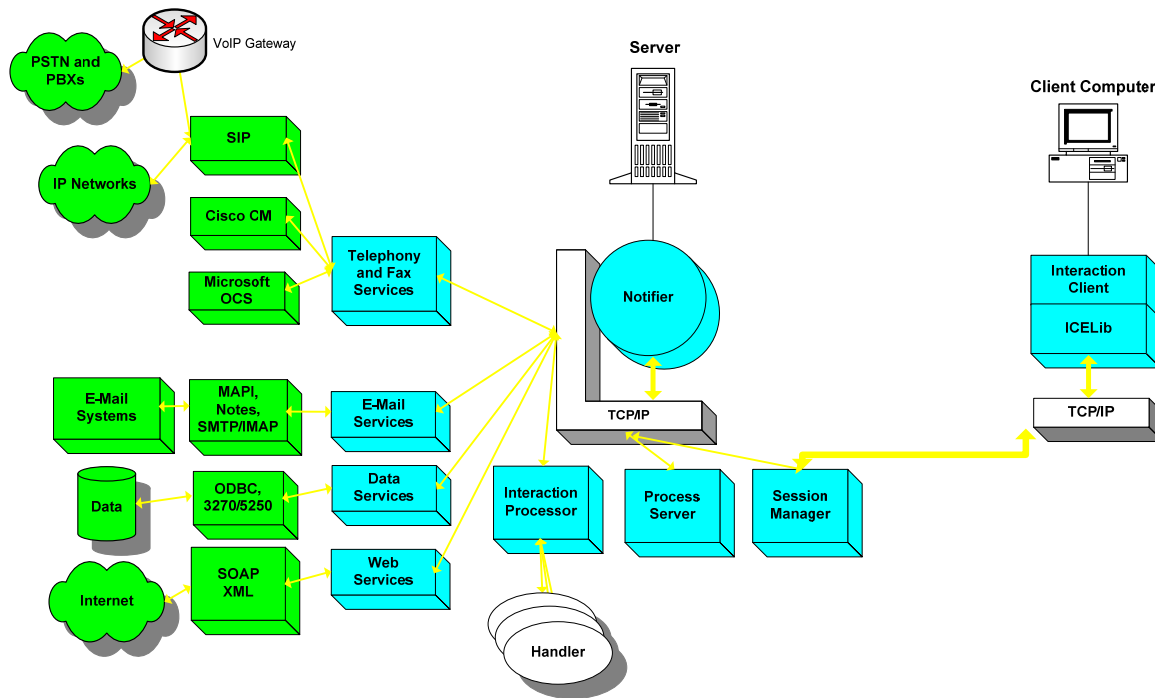 VoIP Gateway
PSTN and
PBXs
Server
Client Computer
SIP
IP Networks
Cisco CM
Microsoft
OCS
Telephony
and Fax
Services
Notifier
Interaction
Client
ICELib
E-Mail
Systems
MAPI,
Notes,
SMTP/IMAP
E-Mail
Services
TCP/IP
TCP/IP
Data
ODBC,
3270/5250
Data
Services
Interaction
Processor
Process
Server
Session
Manager
Internet
SOAP
XML
Web
Services
Handler